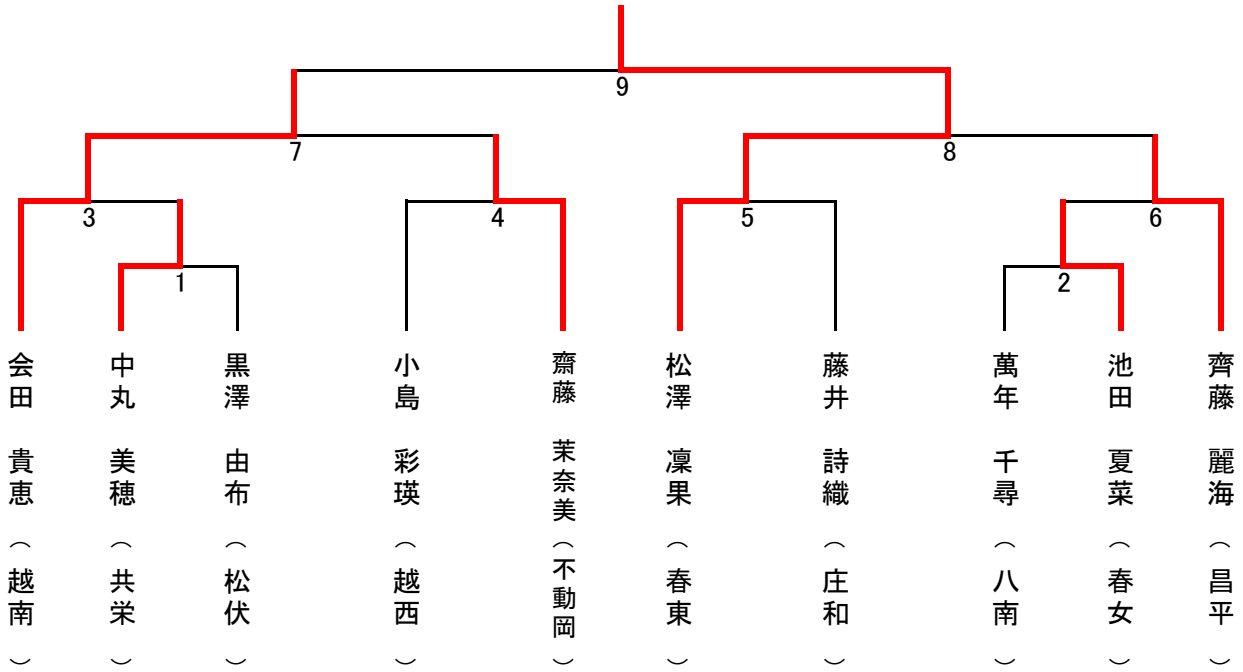 9
7
8
3
4
5
6
1
2
会田 貴恵（越南）
中丸 美穂（共栄）
黒澤 由布（松伏）
小島 彩瑛（越西）
齋藤 茉奈美（不動岡）
松澤 凜果（春東）
藤井 詩織（庄和）
萬年 千尋（八南）
池田 夏菜（春女）
齊藤 麗海（昌平）